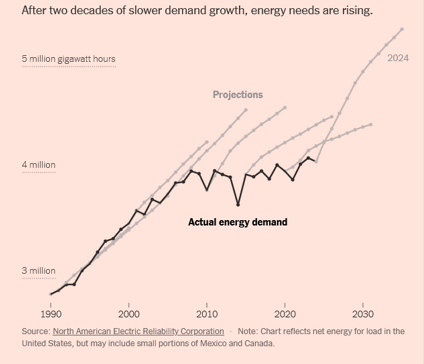 After two decades of slower demand growth, energy needs are rising.
5 million gigawatt hours
2024
Projections
4 million
Actual energy demand
3 million
1990 2000 2010 2020 2030
Source: North American Electric Reliability Corporation · Note: Chart reflects net energy for load in the
United States, but may include small portions of Mexico and Canada.